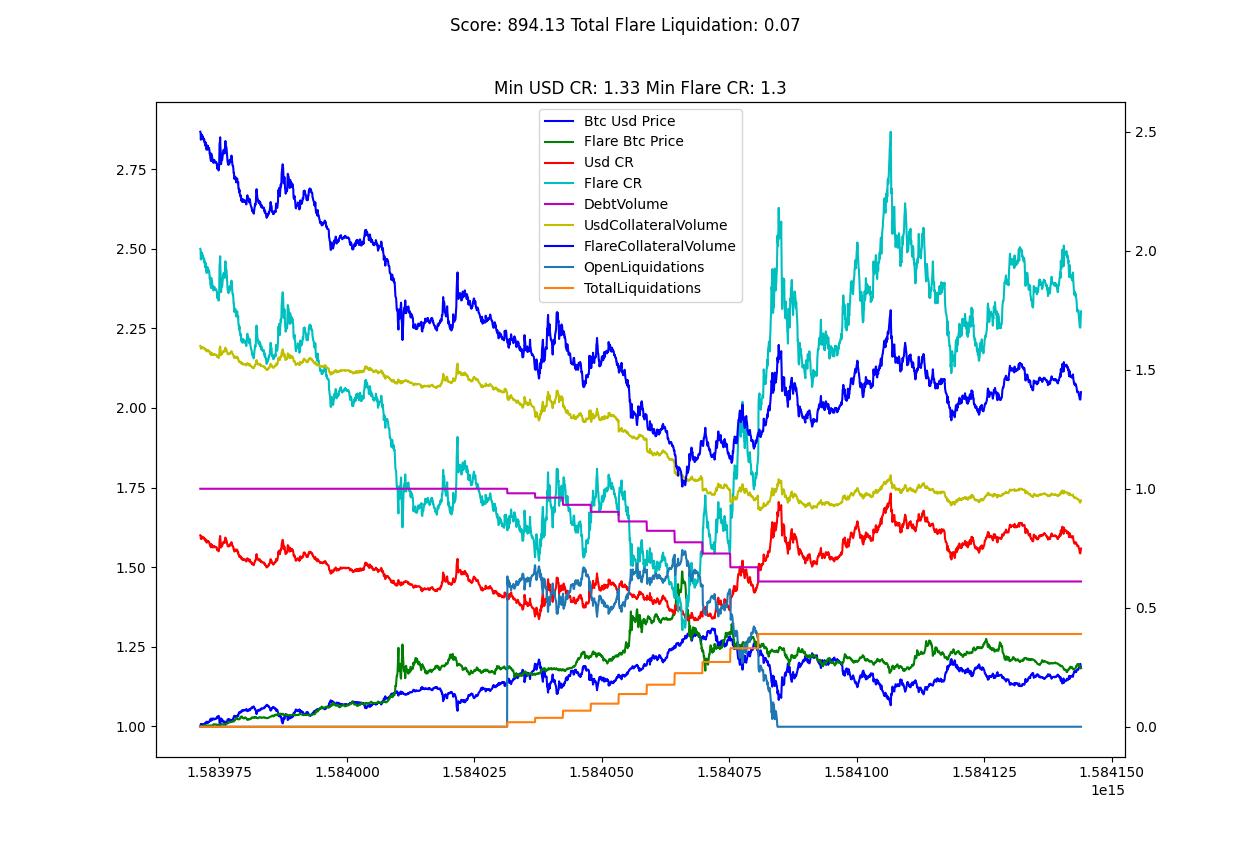 Score: 894.13 Total Flare Liquidation: 0.07
Min USD CR: 1.33 Min Flare CR: 1.3
Btc Usd Price
Flare Btc Price
Usd CR
Flare CR
DebtVolume
UsdCollateralVolume
FlareCollateralVolume
OpenLiquidations
TotalLiquidations
2.75
2.50
2.25
2.00
1.75
1.50
1.25
1.00
2.5
2.0
1.5
1.0
0.5
0.0
1.583975
1.584000
1.584025
1.584050
1.584075
1.584100
1.584125
1.584150
1e15